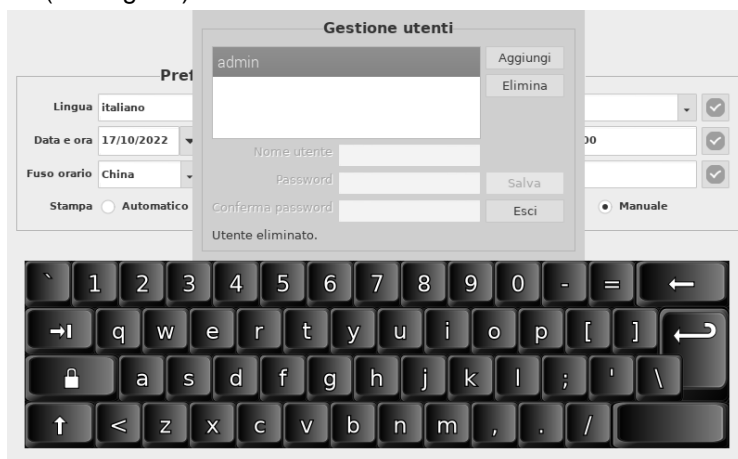 Gestione utenti
admin
Aggiungi
Elimina
Pref
Lingua italiano
Data e ora 17/10/2022
00
Nome utente
Fuso orario China
Password
Salva
Stampa Automatico
Conferma password
Esci
Manuale
Utente eliminato.
` 1 2 3 4 5 6 7 8 9 0 - =
q w e r t y u i o p [ ]
a s d f g h j k l ; ' \
< z x c v b n m , . /